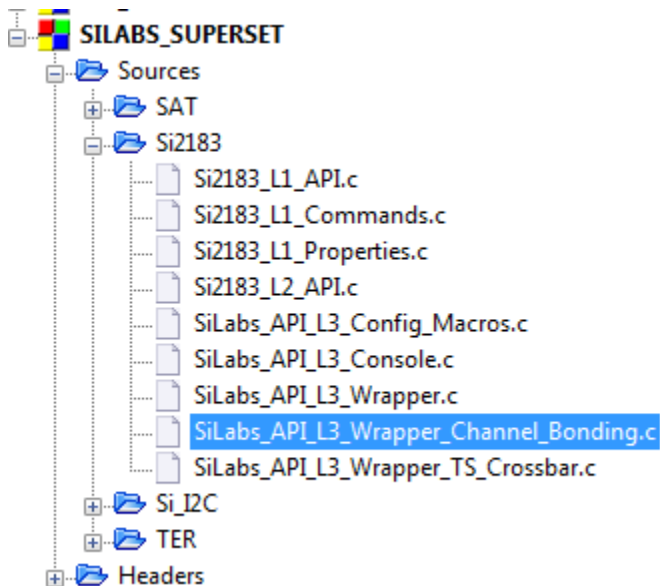 SILABS_SUPERSET
Sources
SAT
Si2183
Si2183_L1_API.c
Si2183_L1_Commands.c
Si2183_L1_Properties.c
Si2183_L2_API.c
SiLabs_API_L3_Config_Macros.c
SiLabs_API_L3_Console.c
SiLabs_API_L3_Wrapper.c
SiLabs_API_L3_Wrapper_Channel_Bonding.c
SiLabs_API_L3_Wrapper_TS_Crossbar.c
Si_I2C
TER
Headers